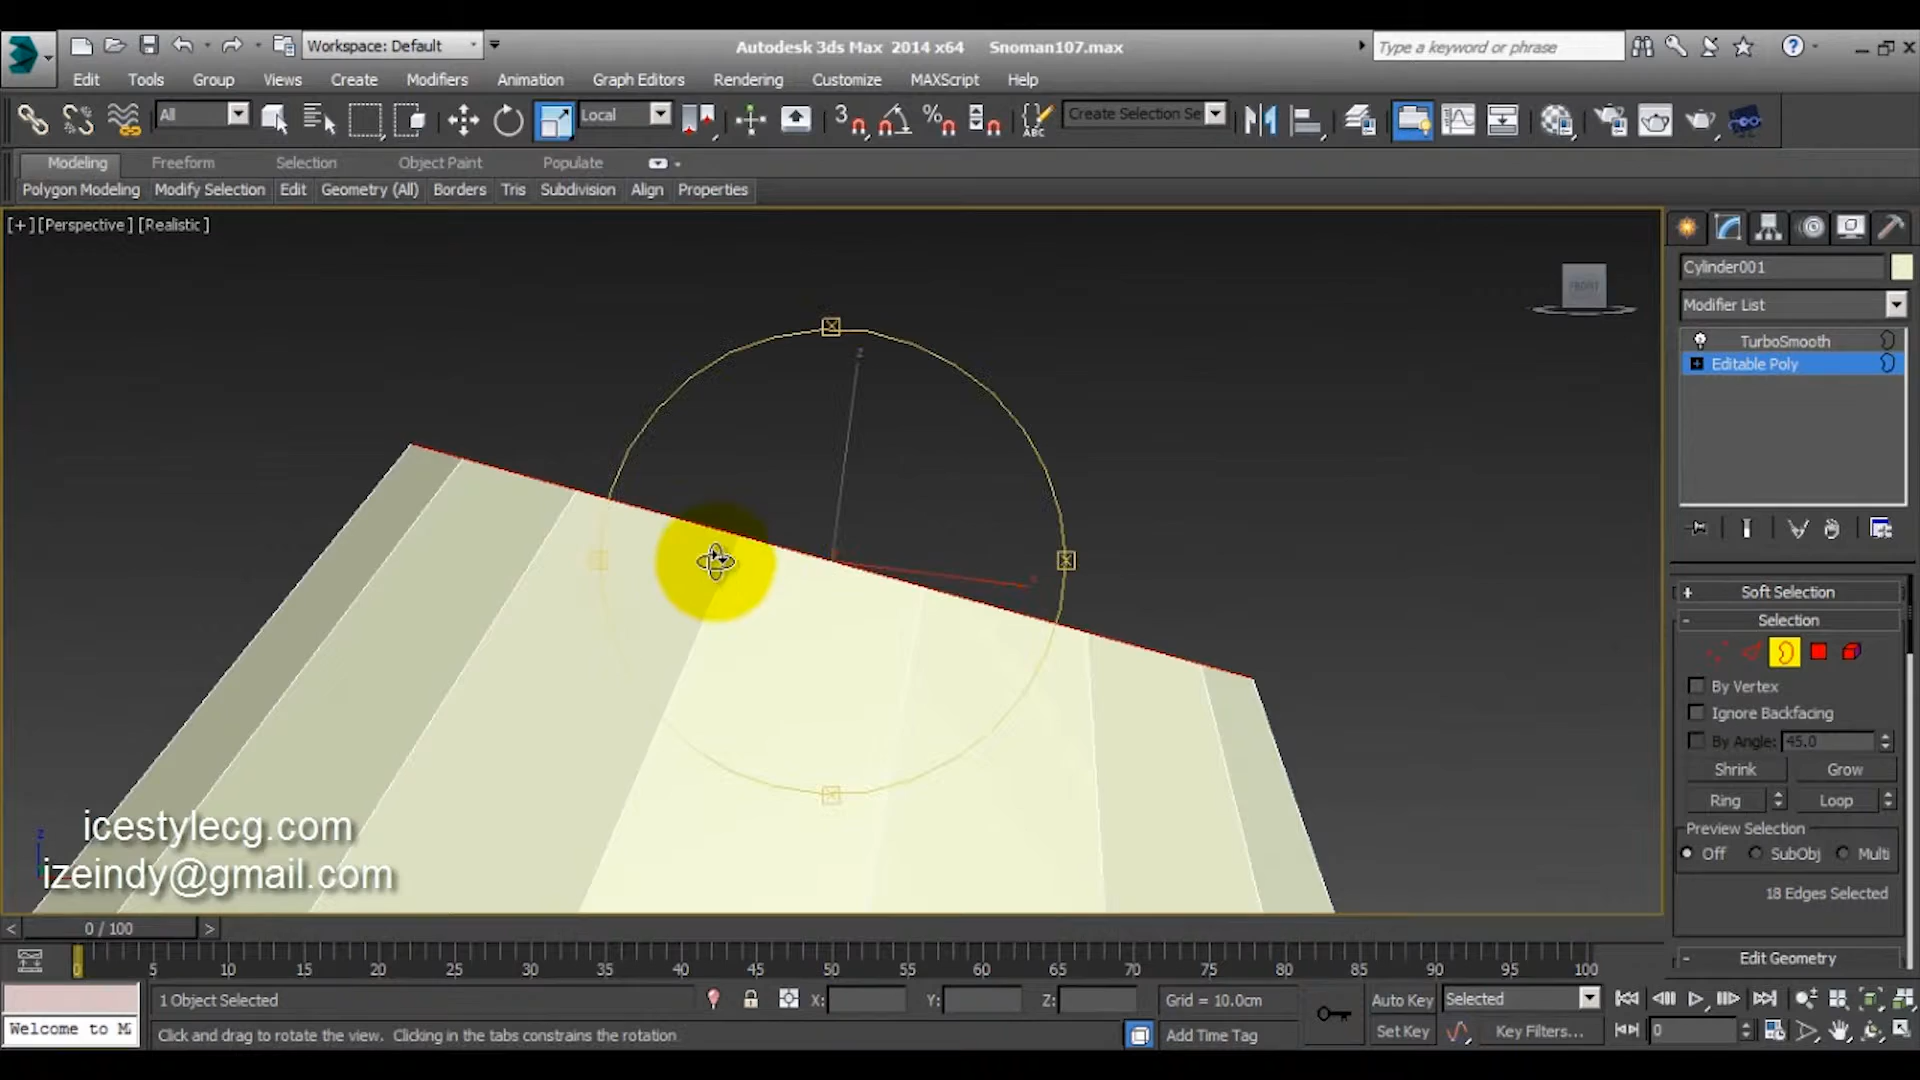 Workspace: Default
Autodesk 3ds Max 2014 x64 Snoman107.max
Type a keyword or phrase
Edit Tools Group Views Create Modifiers Animation Graph Editors Rendering Customize MAXScript Help
All
Local
3
ABC
Create Selection Se
Modeling Freeform Selection Object Paint Populate
Polygon Modeling Modify Selection Edit Geometry (All) Borders Tris Subdivision Align Properties
[+][Perspective][Realistic]
FRONT
Cylinder001
Modifier List
TurboSmooth
Editable Poly
z
x
Soft Selection
Selection
By Vertex
Ignore Backfacing
By Angle: 45.0
Shrink Grow
Ring Loop
Preview Selection
Off SubObj Multi
18 Edges Selected
Edit Geometry
icestylecg.com
izeindy@gmail.com
z
< 0 / 100 >
0 5 10 15 20 25 30 35 40 45 50 55 60 65 70 75 80 85 90 95 100
1 Object Selected X: Y: Z: Grid = 10.0cm Auto Key Selected
Welcome to M
Click and drag to rotate the view. Clicking in the tabs constrains the rotation
Add Time Tag Set Key Key Filters... 0